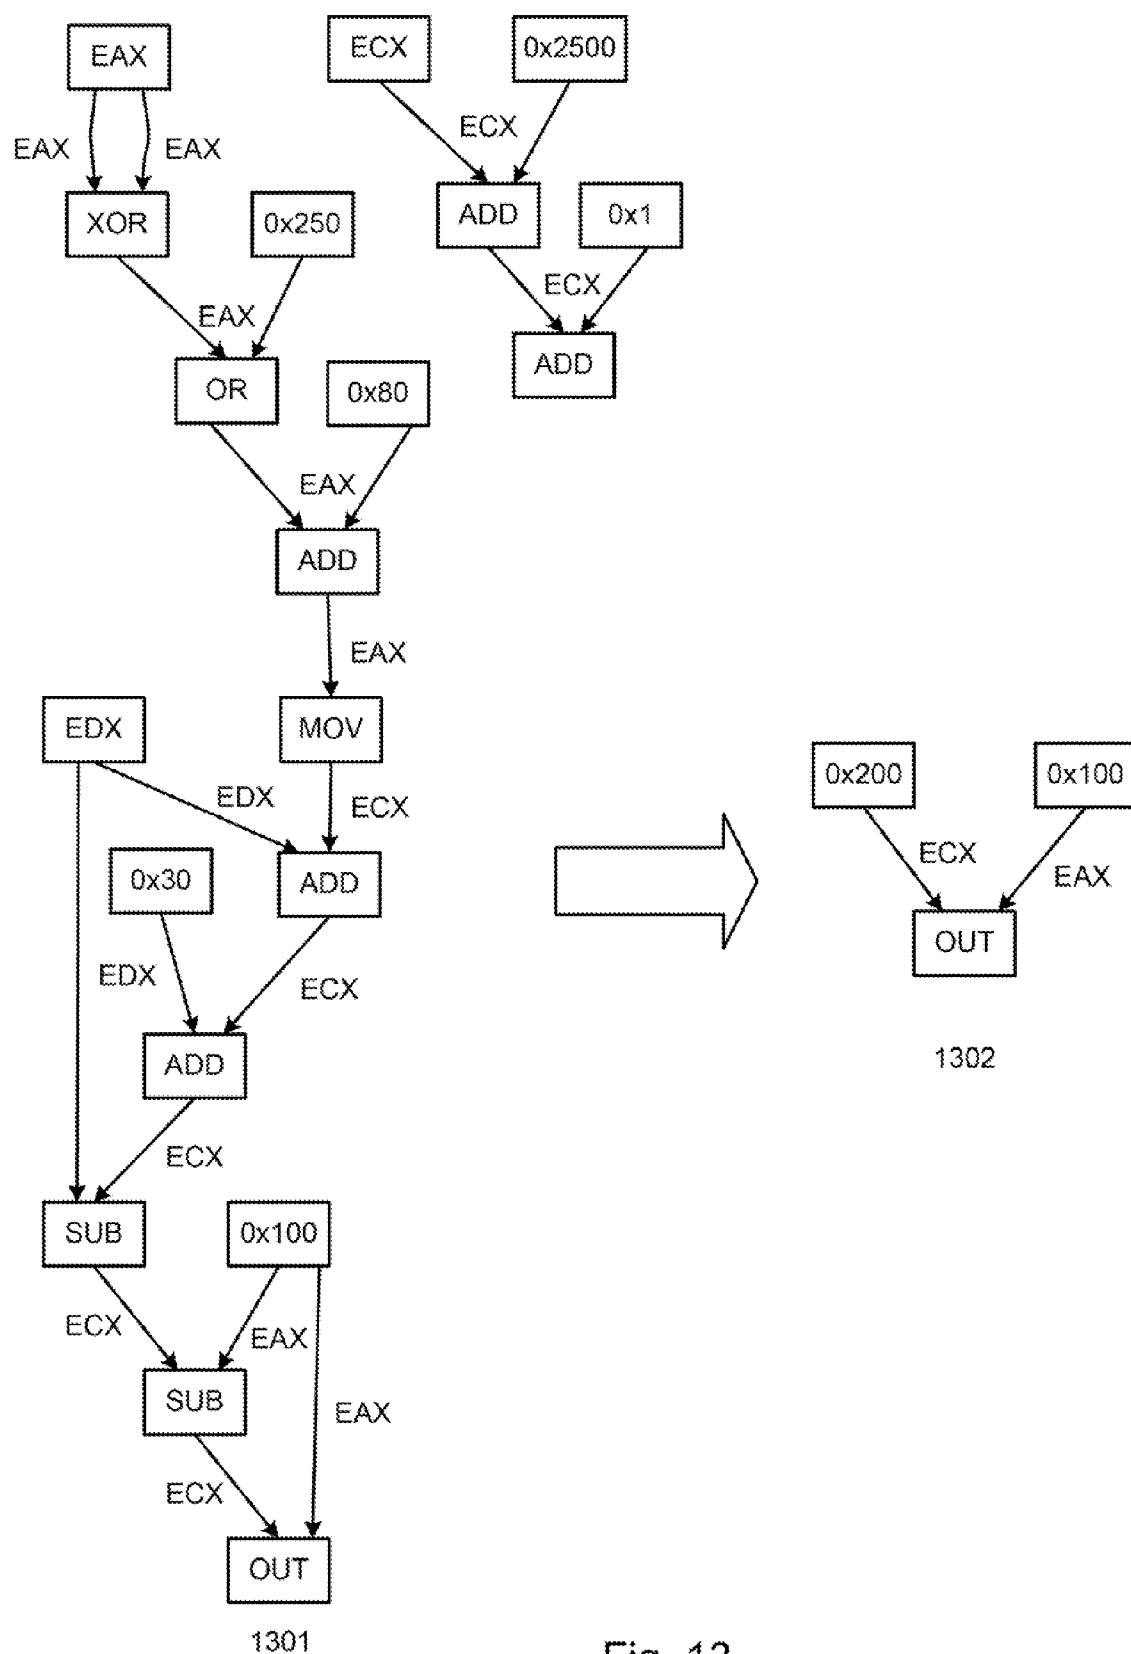 EAX
ECX
0x2500
ECX
EAX
EAX
XOR
0x250
ADD
0x1
ECX
EAX
OR
0x80
ADD
EAX
ADD
EAX
EDX
MOV
0x200
0x100
EDX
ECX
ECX
EAX
0x30
ADD
OUT
EDX
ECX
1302
ADD
ECX
SUB
0x100
ECX
EAX
SUB
EAX
ECX
OUT
1301